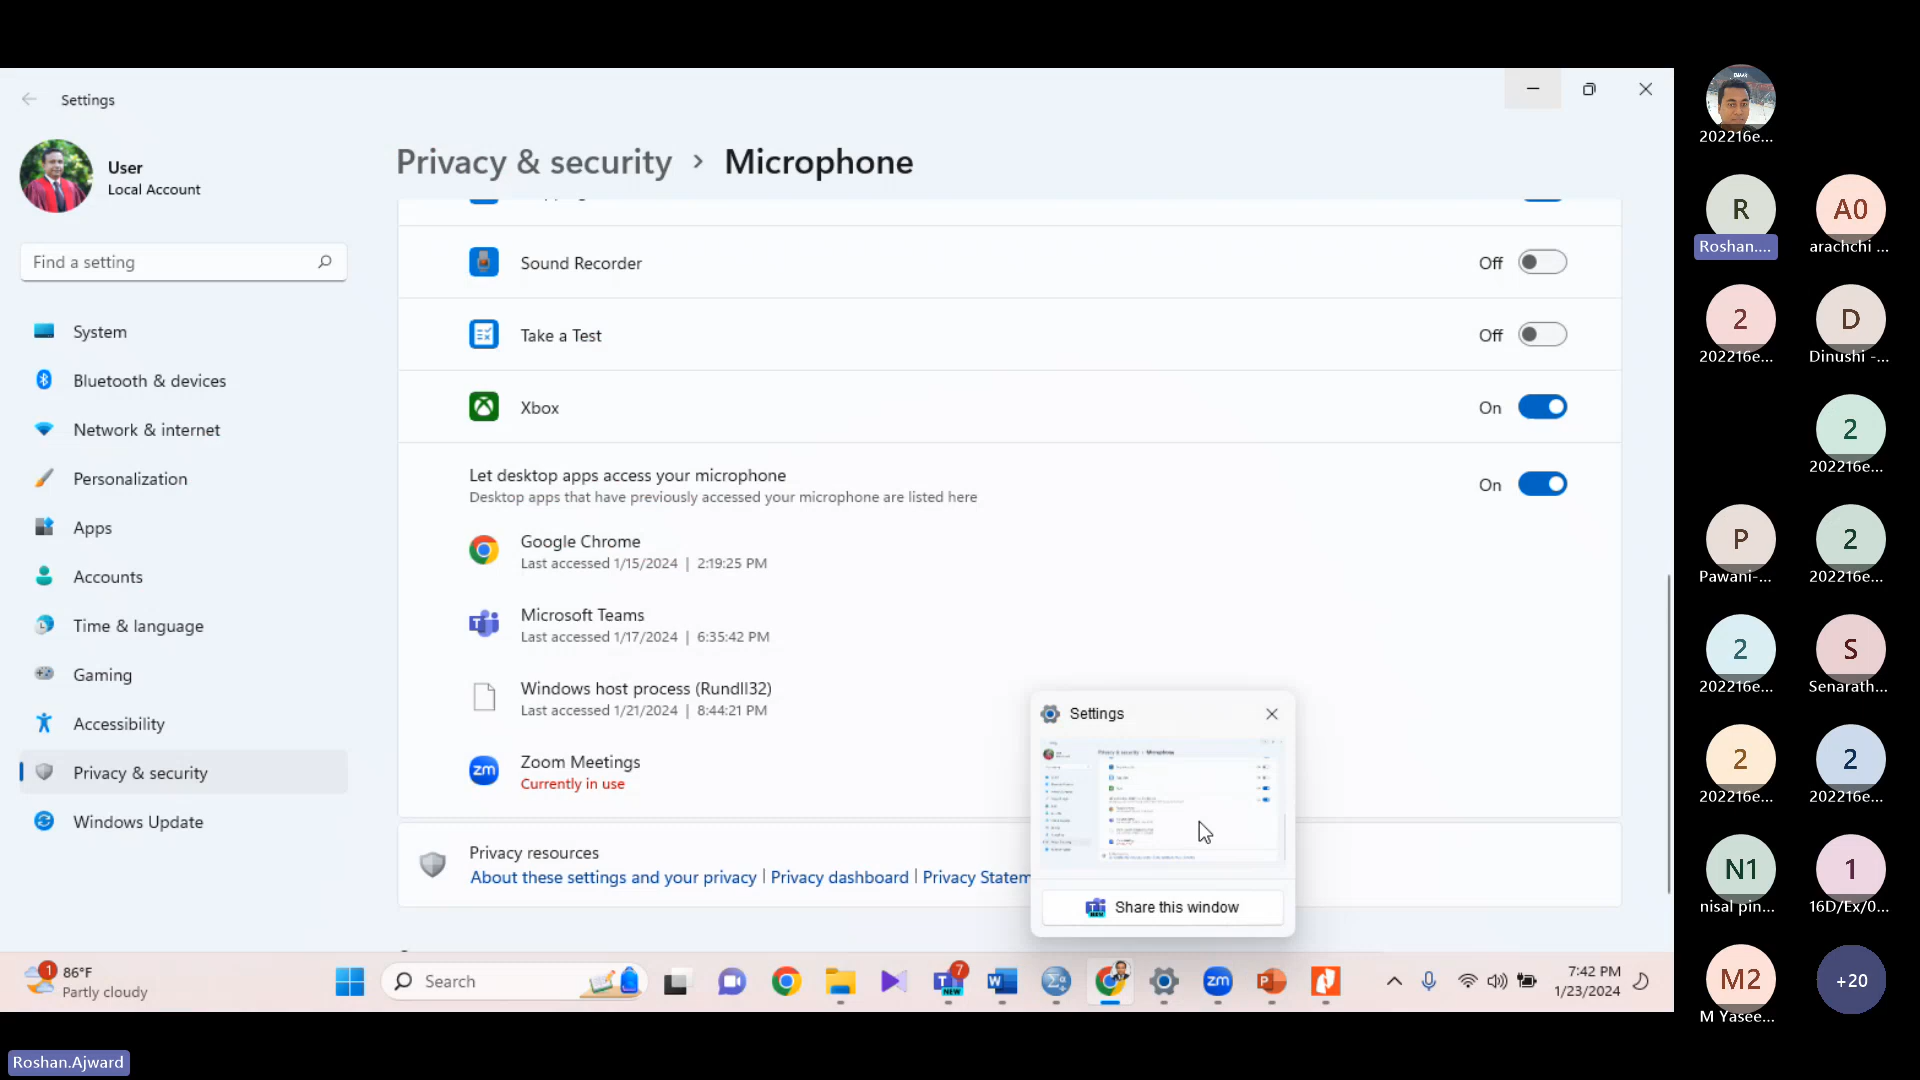 Settings
User
Local Account
Find a setting
System
Bluetooth & devices
Network & internet
Personalization
Apps
Accounts
Time & language
Gaming
Accessibility
Privacy & security
Windows Update
Privacy & security > Microphone
Sound Recorder
Off
Take a Test
Off
Xbox
On
Let desktop apps access your microphone
Desktop apps that have previously accessed your microphone are listed here
On
Google Chrome
Last accessed 1/15/2024 | 2:19:25 PM
Microsoft Teams
Last accessed 1/17/2024 | 6:35:42 PM
Windows host process (Rundll32)
Last accessed 1/21/2024 | 8:44:21 PM
zm
Zoom Meetings
Currently in use
Privacy resources
About these settings and your privacy | Privacy dashboard | Privacy Statem
Settings
Share this window
1
86°F
Partly cloudy
Search
7
NEW
zm
7:42 PM
1/23/2024
202216e...
R
Roshan....
A0
arachchi ...
2
202216e...
D
Dinushi -...
2
202216e...
P
Pawani-...
2
202216e...
2
202216e...
S
Senarath...
2
202216e...
2
202216e...
N1
nisal pin...
1
16D/Ex/0...
M2
M Yasee...
+20
Roshan.Ajward